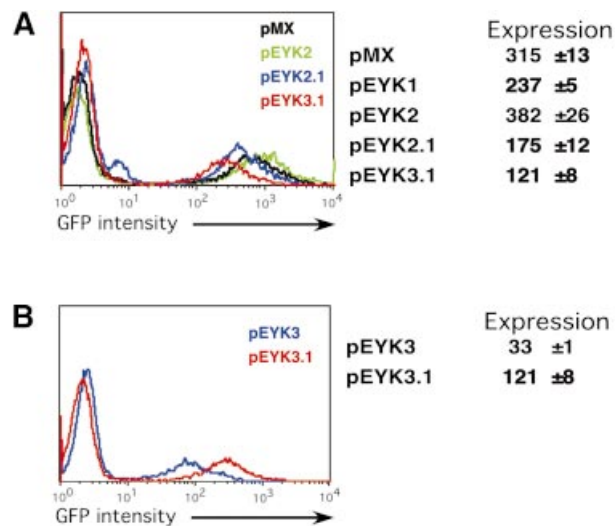 A
pMX
pEYK2
pEYK2.1
pEYK3.1
10⁰ 10¹ 10² 10³ 10⁴
GFP intensity
Expression
pMX 315 ±13
pEYK1 237 ±5
pEYK2 382 ±26
pEYK2.1 175 ±12
pEYK3.1 121 ±8
B
pEYK3
pEYK3.1
10⁰ 10¹ 10² 10³ 10⁴
GFP intensity
Expression
pEYK3 33 ±1
pEYK3.1 121 ±8